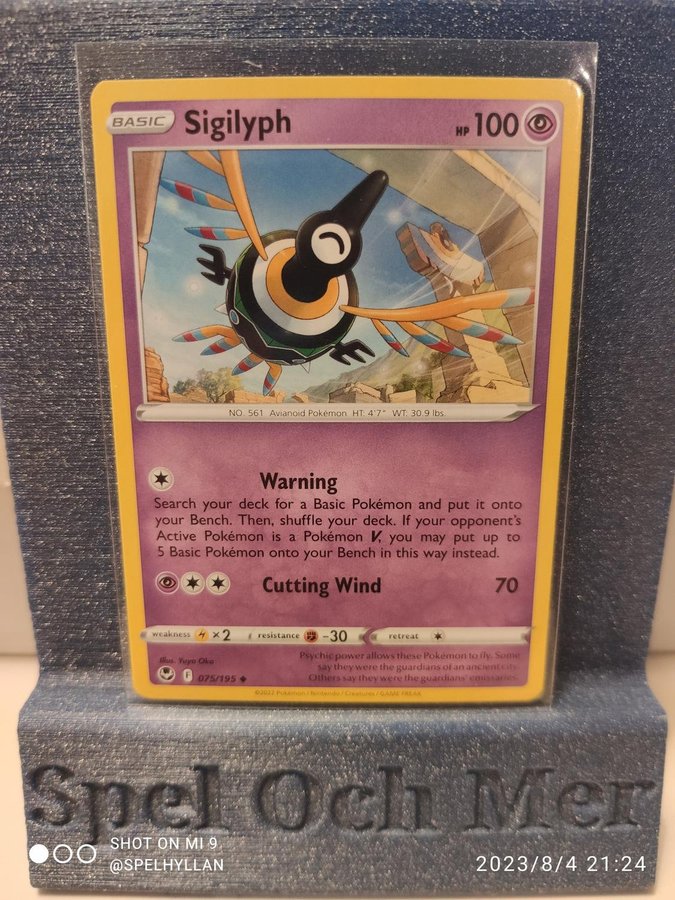 BASIC Sigilyph HP 100
NO. 561 Avianoid Pokémon HT: 4'7" WT: 30.9 lbs.
Warning
Search your deck for a Basic Pokémon and put it onto
your Bench. Then, shuffle your deck. If your opponent's
Active Pokémon is a Pokémon V, you may put up to
5 Basic Pokémon onto your Bench in this way instead.
Cutting Wind 70
weakness ×2 resistance -30 retreat
Psychic power allows these Pokémon to fly. Some
say they were the guardians of an ancient city.
Others say they were the guardians' emissaries.
Illus. Yuya Oka
F 075/195
©2022 Pokémon / Nintendo / Creatures / GAME FREAK
Spel Och Mer
SHOT ON MI 9
@SPELHYLLAN
2023/8/4 21:24